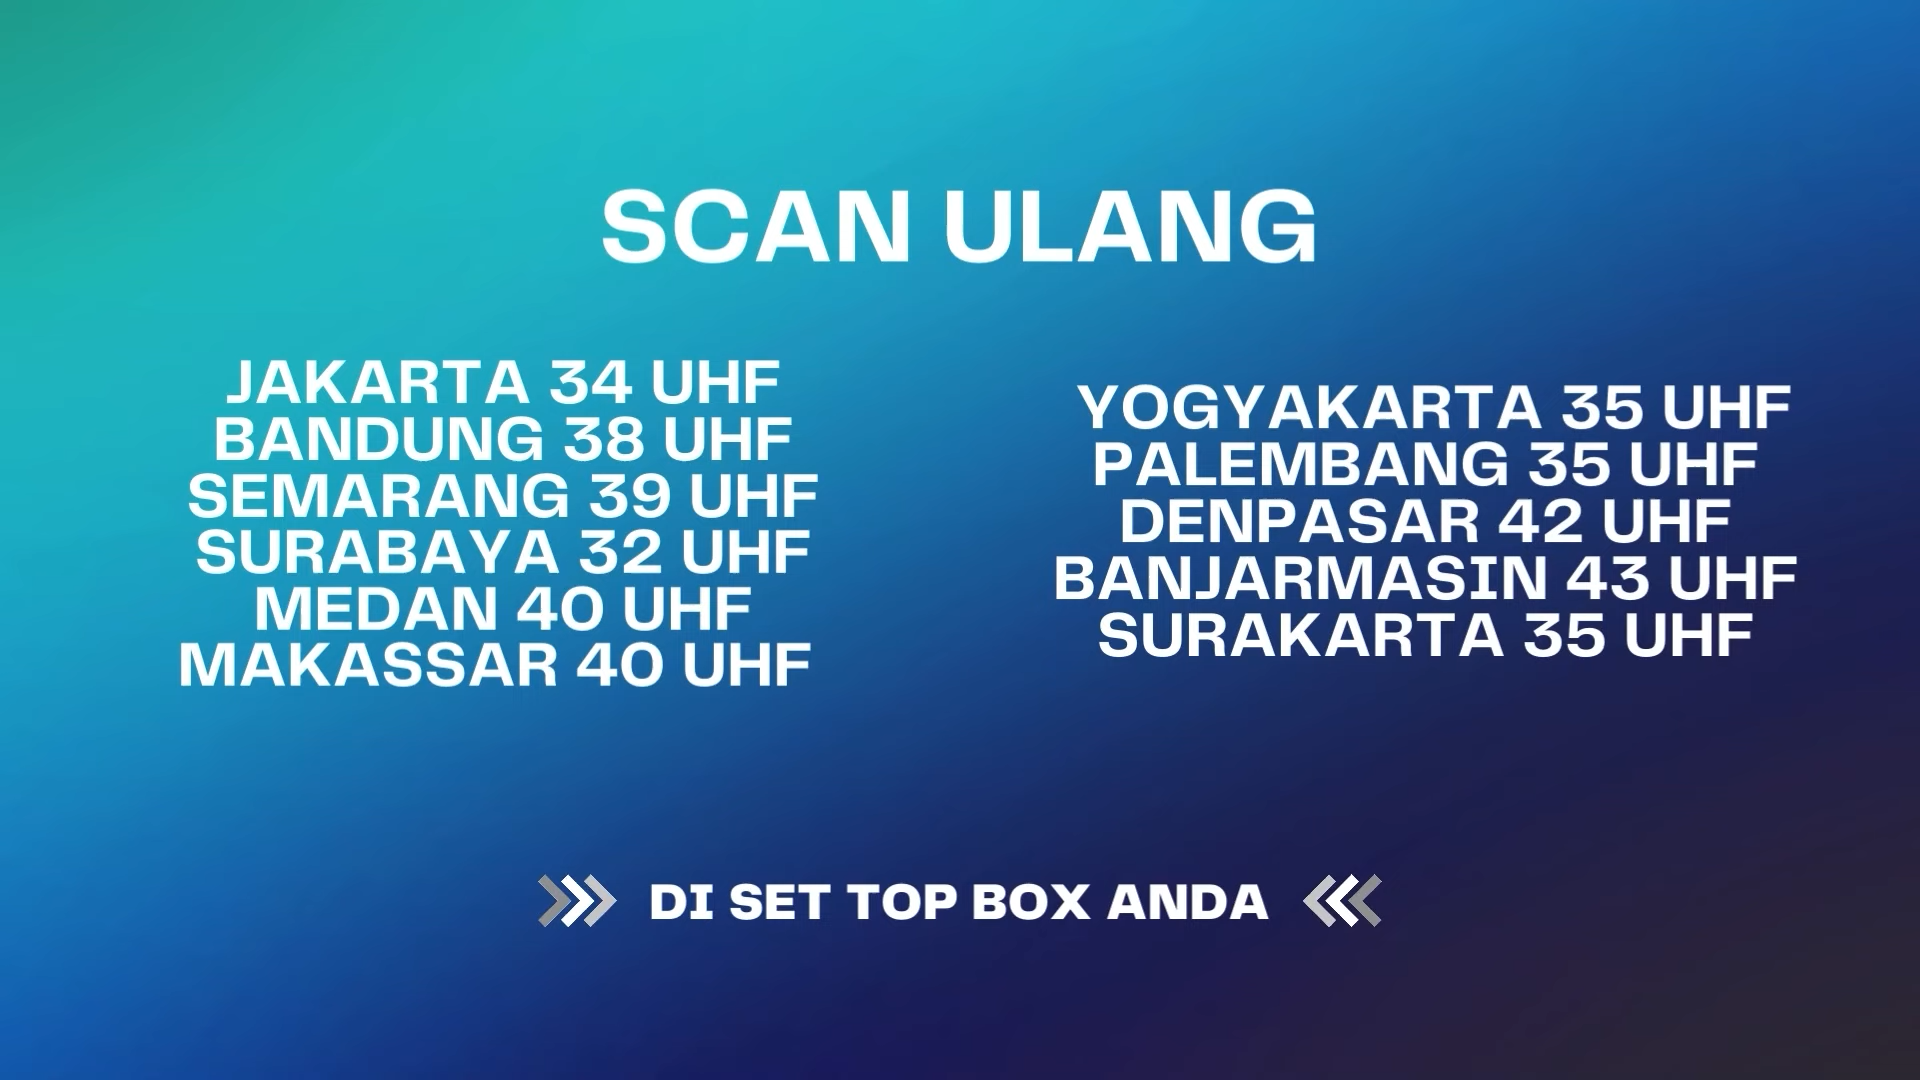 SCAN ULANG
JAKARTA 34 UHF
BANDUNG 38 UHF
SEMARANG 39 UHF
SURABAYA 32 UHF
MEDAN 40 UHF
MAKASSAR 40 UHF
YOGYAKARTA 35 UHF
PALEMBANG 35 UHF
DENPASAR 42 UHF
BANJARMASIN 43 UHF
SURAKARTA 35 UHF
DI SET TOP BOX ANDA